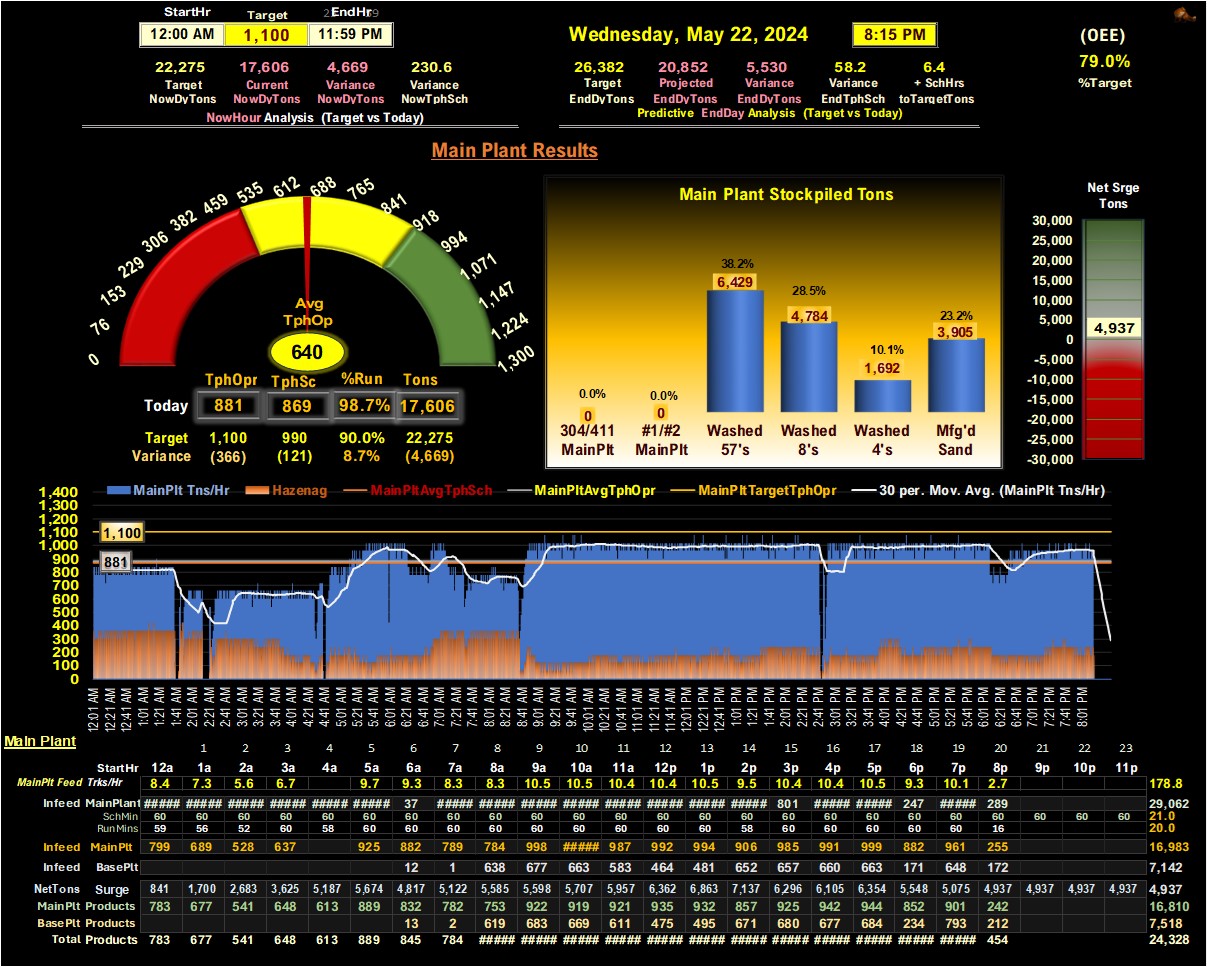 StartHr Target EndHr
12:00 AM 1,100 11:59 PM
Wednesday, May 22, 2024 8:15 PM (OEE)
79.0%
%Target
22,275 17,606 4,669 230.6
Target Current Variance Variance
NowDyTons NowDyTons NowDyTons NowTphSch
NowHour Analysis (Target vs Today)
26,382 20,852 5,530 58.2 6.4
Target Projected Variance Variance + SchHrs
EndDyTons EndDyTons EndDyTons EndTphSch toTargetTons
Predictive EndDay Analysis (Target vs Today)
Main Plant Results
0 76 153 229 306 382 459 535 612 688 765 841 918 994 1,071 1,147 1,224 1,300
Avg
TphOp
640
TphOpr TphSc %Run Tons
Today 881 869 98.7% 17,606
Target 1,100 990 90.0% 22,275
Variance (366) (121) 8.7% (4,669)
Main Plant Stockpiled Tons
0.0% 0.0% 38.2% 28.5% 10.1% 23.2%
0 0 6,429 4,784 1,692 3,905
304/411 #1/#2 Washed Washed Washed Mfg'd
MainPlt MainPlt 57's 8's 4's Sand
Net Srge
Tons
30,000
25,000
20,000
15,000
10,000
5,000
0
-5,000
-10,000
-15,000
-20,000
-25,000
-30,000
4,937
MainPlt Tns/Hr Hazenag MainPltAvgTphSch MainPltAvgTphOpr MainPltTargetTphOpr 30 per. Mov. Avg. (MainPlt Tns/Hr)
1,400
1,300
1,200
1,100
1,000
900
800
700
600
500
400
300
200
100
0
1,100
881
12:01 AM 12:21 AM 12:41 AM 1:01 AM 1:21 AM 1:41 AM 2:01 AM 2:21 AM 2:41 AM 3:01 AM 3:21 AM 3:41 AM 4:01 AM 4:21 AM 4:41 AM 5:01 AM 5:21 AM 5:41 AM 6:01 AM 6:21 AM 6:41 AM 7:01 AM 7:21 AM 7:41 AM 8:01 AM 8:21 AM 8:41 AM 9:01 AM 9:21 AM 9:41 AM 10:01 AM 10:21 AM 10:41 AM 11:01 AM 11:21 AM 11:41 AM 12:01 PM 12:21 PM 12:41 PM 1:01 PM 1:21 PM 1:41 PM 2:01 PM 2:21 PM 2:41 PM 3:01 PM 3:21 PM 3:41 PM 4:01 PM 4:21 PM 4:41 PM 5:01 PM 5:21 PM 5:41 PM 6:01 PM 6:21 PM 6:41 PM 7:01 PM 7:21 PM 7:41 PM 8:01 PM
Main Plant
1 2 3 4 5 6 7 8 9 10 11 12 13 14 15 16 17 18 19 20 21 22 23
StartHr 12a 1a 2a 3a 4a 5a 6a 7a 8a 9a 10a 11a 12p 1p 2p 3p 4p 5p 6p 7p 8p 9p 10p 11p
MainPlt Feed Trks/Hr 8.4 7.3 5.6 6.7 9.7 9.3 8.3 8.3 10.5 10.5 10.4 10.4 10.5 9.5 10.4 10.4 10.5 9.3 10.1 2.7 178.8
Infeed MainPlant ##### ##### ##### ##### ##### ##### 37 ##### ##### ##### ##### ##### ##### ##### ##### 801 ##### ##### 247 ##### 289 29,062
SchMin 60 60 60 60 60 60 60 60 60 60 60 60 60 60 60 60 60 60 60 60 60 60 60 60 21.0
RunMins 59 56 52 60 58 60 60 60 60 60 60 60 60 60 58 60 60 60 60 60 16 20.0
Infeed MainPlt 799 689 528 637 925 882 789 784 998 ##### 987 992 994 906 985 991 999 882 961 255 16,983
Infeed BasePlt 12 1 638 677 663 583 464 481 652 657 660 663 171 648 172 7,142
NetTons Surge 841 1,700 2,683 3,625 5,187 5,674 4,817 5,122 5,585 5,598 5,707 5,957 6,362 6,863 7,137 6,296 6,105 6,354 5,548 5,075 4,937 4,937 4,937 4,937 4,937
MainPlt Products 783 677 541 648 613 889 832 782 753 922 919 921 935 932 857 925 942 944 852 901 242 16,810
BasePlt Products 13 2 619 683 669 611 475 495 671 680 677 684 234 793 212 7,518
Total Products 783 677 541 648 613 889 845 784 ##### ##### ##### ##### ##### ##### ##### ##### ##### ##### ##### ##### 454 24,328